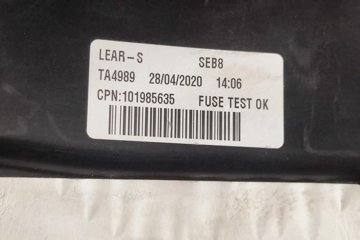 LEAR-S SEB8
TA4989 28/04/2020 14:06
CPN:101985635 FUSE TEST OK